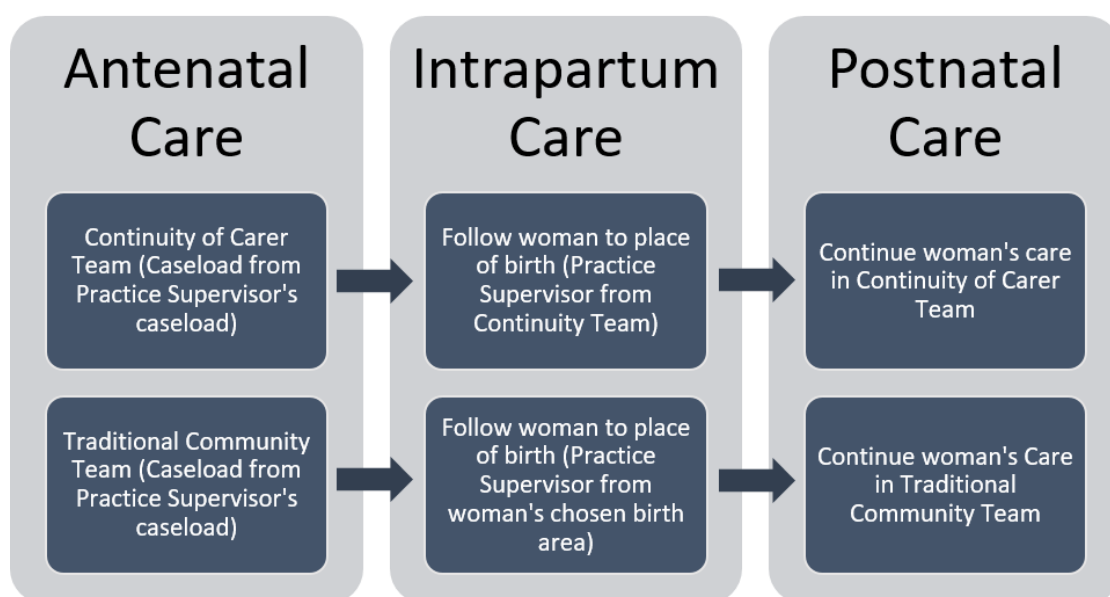 Antenatal
Care
Continuity of Carer
Team (Caseload from
Practice Supervisor's
caseload)
Traditional Community
Team (Caseload from
Practice Supervisor's
caseload)
Intrapartum
Care
Follow woman to place
of birth (Practice
Supervisor from
Continuity Team)
Follow woman to place
of birth (Practice
Supervisor from
woman's chosen birth
area)
Postnatal
Care
Continue woman's care
in Continuity of Carer
Team
Continue woman's Care
in Traditional
Community Team